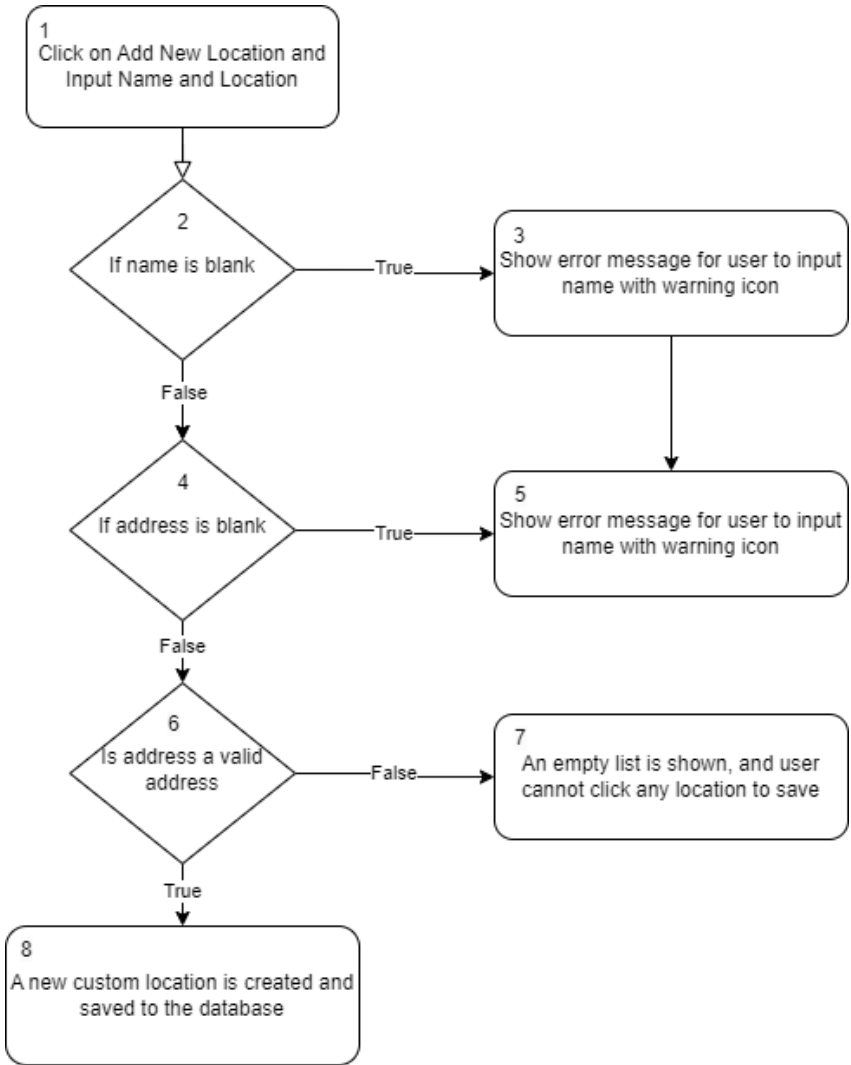 1
Click on Add New Location and
Input Name and Location
2
If name is blank
True
3
Show error message for user to input
name with warning icon
False
4
If address is blank
True
5
Show error message for user to input
name with warning icon
False
6
Is address a valid
address
False
7
An empty list is shown, and user
cannot click any location to save
True
8
A new custom location is created and
saved to the database